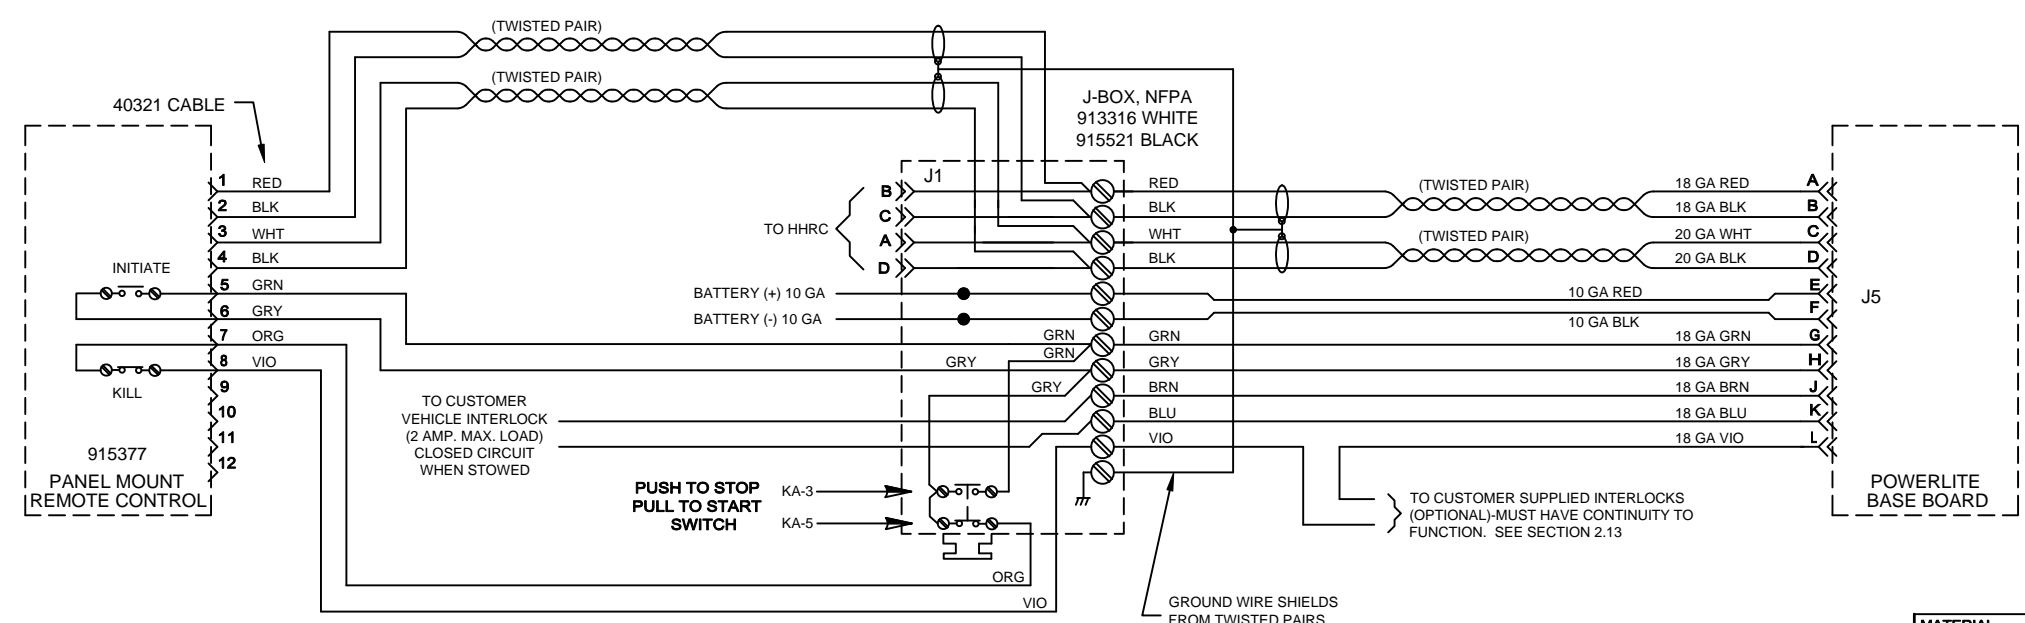 (TWISTED PAIR)
(TWISTED PAIR)
40321 CABLE
J-BOX, NFPA
913316 WHITE
915521 BLACK
1 RED
2 BLK
3 WHT
4 BLK
5 GRN
6 GRY
7 ORG
8 VIO
9
10
11
12
INITIATE
KILL
915377
PANEL MOUNT
REMOTE CONTROL
J1
B
C
A
D
TO HHRC
BATTERY (+) 10 GA
BATTERY (-) 10 GA
GRN
GRN
GRY
GRY
TO CUSTOMER
VEHICLE INTERLOCK
(2 AMP. MAX. LOAD)
CLOSED CIRCUIT
WHEN STOWED
PUSH TO STOP
PULL TO START
SWITCH
KA-3
KA-5
ORG
VIO
RED
BLK
WHT
BLK
GRN
GRY
BRN
BLU
VIO
(TWISTED PAIR)
(TWISTED PAIR)
18 GA RED A
18 GA BLK B
20 GA WHT C
20 GA BLK D
10 GA RED E
10 GA BLK F
18 GA GRN G
18 GA GRY H
18 GA BRN J
18 GA BLU K
18 GA VIO L
J5
POWERLITE
BASE BOARD
TO CUSTOMER SUPPLIED INTERLOCKS
(OPTIONAL)-MUST HAVE CONTINUITY TO
FUNCTION. SEE SECTION 2.13
GROUND WIRE SHIELDS
FROM TWISTED PAIRS
MATERIAL